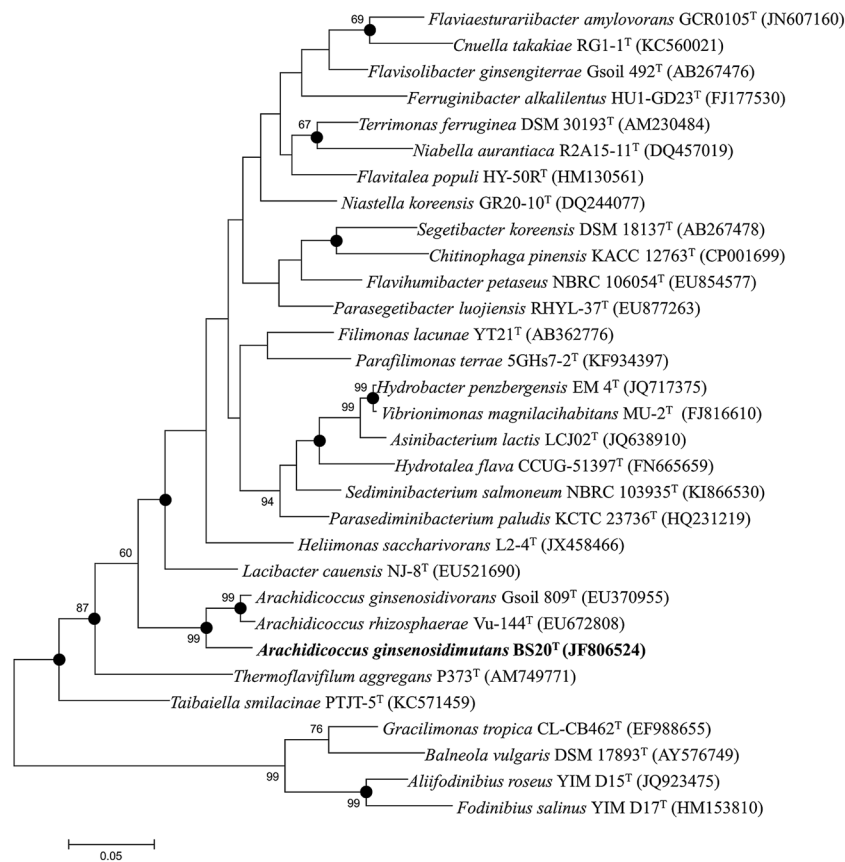 69
Flaviaesturariibacter amylovorans GCR0105ᵀ (JN607160)
Cnuella takakiae RG1-1ᵀ (KC560021)
Flavisolibacter ginsengiterrae Gsoil 492ᵀ (AB267476)
Ferruginibacter alkalilentus HU1-GD23ᵀ (FJ177530)
67
Terrimonas ferruginea DSM 30193ᵀ (AM230484)
Niabella aurantiaca R2A15-11ᵀ (DQ457019)
Flavitalea populi HY-50Rᵀ (HM130561)
Niastella koreensis GR20-10ᵀ (DQ244077)
Segetibacter koreensis DSM 18137ᵀ (AB267478)
Chitinophaga pinensis KACC 12763ᵀ (CP001699)
Flavihumibacter petaseus NBRC 106054ᵀ (EU854577)
Parasegetibacter luojiensis RHYL-37ᵀ (EU877263)
Filimonas lacunae YT21ᵀ (AB362776)
Parafilimonas terrae 5GHs7-2ᵀ (KF934397)
99
Hydrobacter penzbergensis EM 4ᵀ (JQ717375)
99
Vibrionimonas magnilacihabitans MU-2ᵀ (FJ816610)
Asinibacterium lactis LCJ02ᵀ (JQ638910)
Hydrotalea flava CCUG-51397ᵀ (FN665659)
Sediminibacterium salmoneum NBRC 103935ᵀ (KI866530)
94
Parasediminibacterium paludis KCTC 23736ᵀ (HQ231219)
Heliimonas saccharivorans L2-4ᵀ (JX458466)
60
Lacibacter cauensis NJ-8ᵀ (EU521690)
99
Arachidicoccus ginsenosidivorans Gsoil 809ᵀ (EU370955)
87
Arachidicoccus rhizosphaerae Vu-144ᵀ (EU672808)
99
Arachidicoccus ginsenosidimutans BS20ᵀ (JF806524)
Thermoflavifilum aggregans P373ᵀ (AM749771)
Taibaiella smilacinae PTJT-5ᵀ (KC571459)
76
Gracilimonas tropica CL-CB462ᵀ (EF988655)
Balneola vulgaris DSM 17893ᵀ (AY576749)
99
Aliifodinibius roseus YIM D15ᵀ (JQ923475)
99
Fodinibius salinus YIM D17ᵀ (HM153810)
0.05